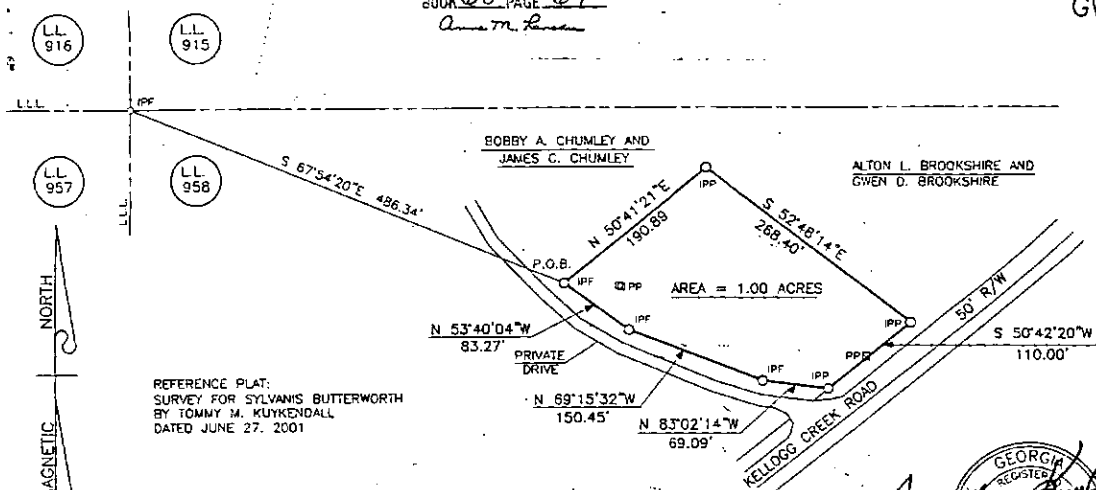 BOOK PAGE
Anne M.
L.L.
916
L.L.
915
L.L.L.
IPF
L.L.
957
L.L.
958
L.L.L.
S 67°54'20"E 486.34'
BOBBY A. CHUMLEY AND
JAMES C. CHUMLEY
ALTON L. BROOKSHIRE AND
GWEN D. BROOKSHIRE
IPP
N 50°41'21"E
190.89
S 52°48'14"E
268.40'
P.O.B.
IPF
PP
AREA = 1.00 ACRES
50' R/W
NORTH
IPF
IPP
N 53°40'04"W
83.27'
S 50°42'20"W
110.00'
PP
PRIVATE
DRIVE
IPF
IPP
REFERENCE PLAT:
SURVEY FOR SYLVANIS BUTTERWORTH
BY TOMMY M. KUYKENDALL
DATED JUNE 27. 2001
N 69°15'32"W
150.45'
N 83°02'14"W
69.09'
KELLOGG CREEK ROAD
AGNETIC
GEORGIA
REGISTER